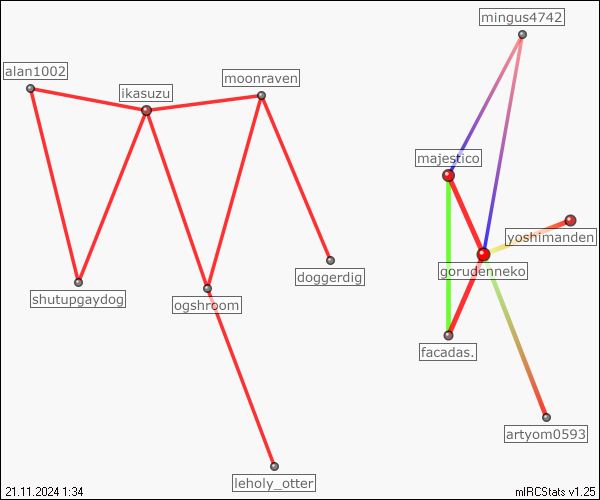 mingus4742
alan1002
moonraven
ikasuzu
majestico
yoshimanden
gorudenneko
doggerdig
shutupgaydog
ogshroom
facadas.
artyom0593
leholy_otter
21.11.2024 1:34
mIRCStats v1.25